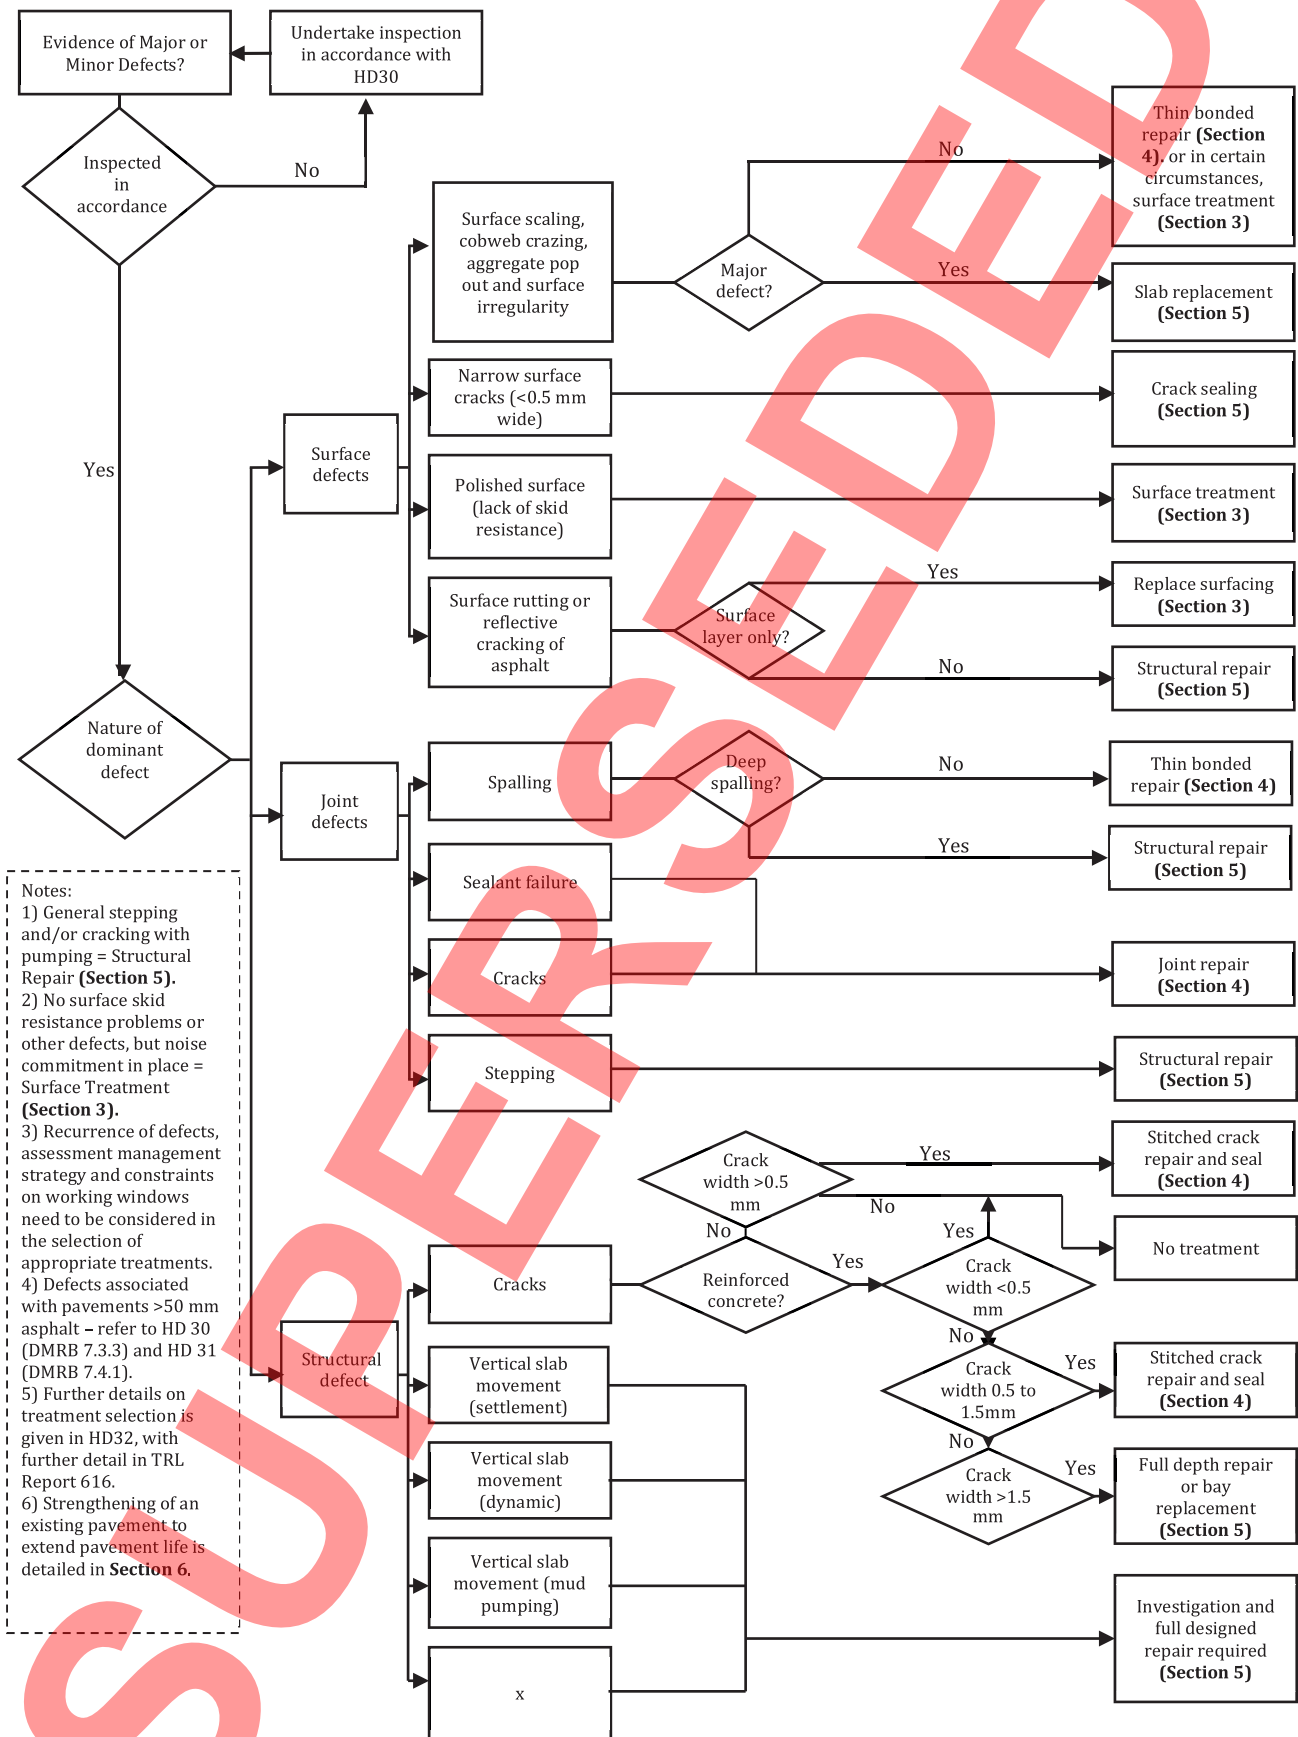 Evidence of Major or
Minor Defects?
Undertake inspection
in accordance with
HD30
Inspected
in
accordance
No
Yes
Nature of
dominant
defect
Surface
defects
Surface scaling,
cobweb crazing,
aggregate pop
out and surface
irregularity
Major
defect?
No
Thin bonded
repair (Section
4). or in certain
circumstances,
surface treatment
(Section 3)
Yes
Slab replacement
(Section 5)
Narrow surface
cracks (<0.5 mm
wide)
Crack sealing
(Section 5)
Polished surface
(lack of skid
resistance)
Surface treatment
(Section 3)
Surface rutting or
reflective
cracking of
asphalt
Surface
layer only?
Yes
Replace surfacing
(Section 3)
No
Structural repair
(Section 5)
Joint
defects
Spalling
Deep
spalling?
No
Thin bonded
repair (Section 4)
Yes
Structural repair
(Section 5)
Sealant failure
Cracks
Joint repair
(Section 4)
Stepping
Structural repair
(Section 5)
Structural
defect
Cracks
Reinforced
concrete?
No
Crack
width >0.5
mm
Yes
Stitched crack
repair and seal
(Section 4)
No
No treatment
Yes
Crack
width <0.5
mm
Yes
No
Crack
width 0.5 to
1.5mm
Yes
Stitched crack
repair and seal
(Section 4)
No
Crack
width >1.5
mm
Yes
Full depth repair
or bay
replacement
(Section 5)
Vertical slab
movement
(settlement)
Vertical slab
movement
(dynamic)
Vertical slab
movement (mud
pumping)
x
Investigation and
full designed
repair required
(Section 5)
Notes:
1) General stepping
and/or cracking with
pumping = Structural
Repair (Section 5).
2) No surface skid
resistance problems or
other defects, but noise
commitment in place =
Surface Treatment
(Section 3).
3) Recurrence of defects,
assessment management
strategy and constraints
on working windows
need to be considered in
the selection of
appropriate treatments.
4) Defects associated
with pavements >50 mm
asphalt – refer to HD 30
(DMRB 7.3.3) and HD 31
(DMRB 7.4.1).
5) Further details on
treatment selection is
given in HD32, with
further detail in TRL
Report 616.
6) Strengthening of an
existing pavement to
extend pavement life is
detailed in Section 6.
SUPERSEDED